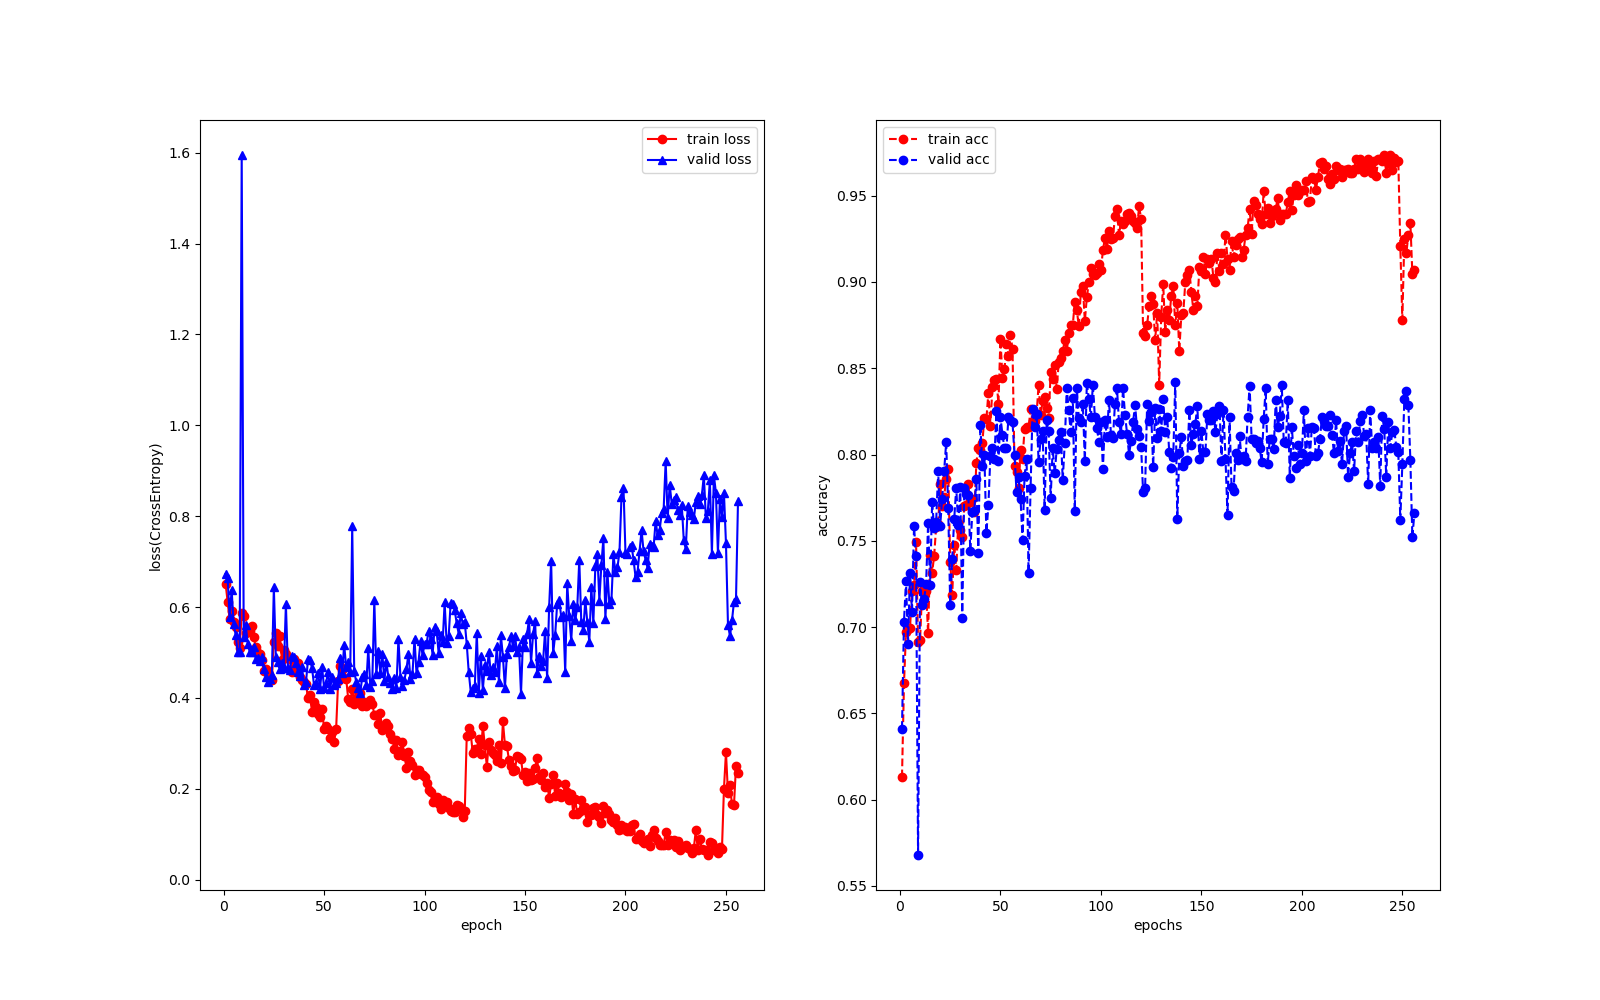 train loss
valid loss
1.6
1.4
1.2
1.0
0.8
0.6
0.4
0.2
0.0
loss(CrossEntropy)
0 50 100 150 200 250
epoch
train acc
valid acc
0.95
0.90
0.85
0.80
0.75
0.70
0.65
0.60
0.55
accuracy
0 50 100 150 200 250
epochs